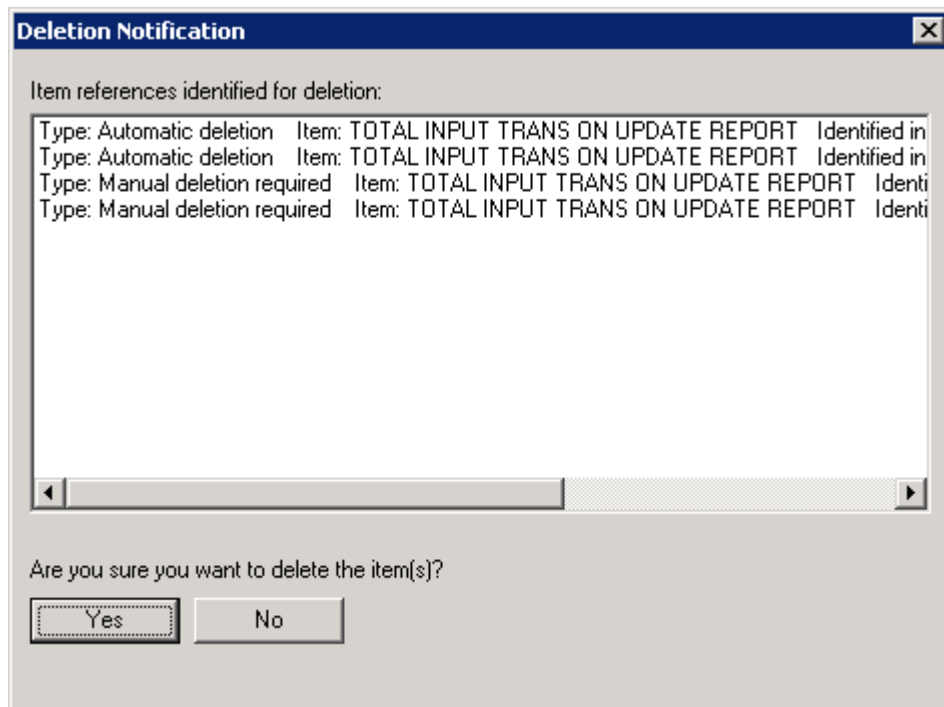 Deletion Notification
Item references identified for deletion:
Type: Automatic deletion Item: TOTAL INPUT TRANS ON UPDATE REPORT Identified in
Type: Automatic deletion Item: TOTAL INPUT TRANS ON UPDATE REPORT Identified in
Type: Manual deletion required Item: TOTAL INPUT TRANS ON UPDATE REPORT Identi
Type: Manual deletion required Item: TOTAL INPUT TRANS ON UPDATE REPORT Identi
Are you sure you want to delete the item(s)?
Yes No